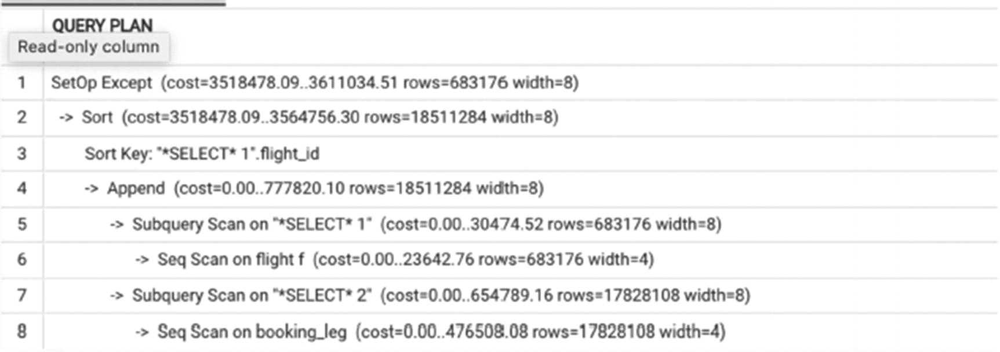 QUERY PLAN
Read-only column
1 SetOp Except (cost=3518478.09..3611034.51 rows=683176 width=8)
2 -> Sort (cost=3518478.09..3564756.30 rows=18511284 width=8)
3 Sort Key: "*SELECT* 1".flight_id
4 -> Append (cost=0.00..777820.10 rows=18511284 width=8)
5 -> Subquery Scan on "*SELECT* 1" (cost=0.00..30474.52 rows=683176 width=8)
6 -> Seq Scan on flight f (cost=0.00..23642.76 rows=683176 width=4)
7 -> Subquery Scan on "*SELECT* 2" (cost=0.00..654789.16 rows=17828108 width=8)
8 -> Seq Scan on booking_leg (cost=0.00..476508.08 rows=17828108 width=4)